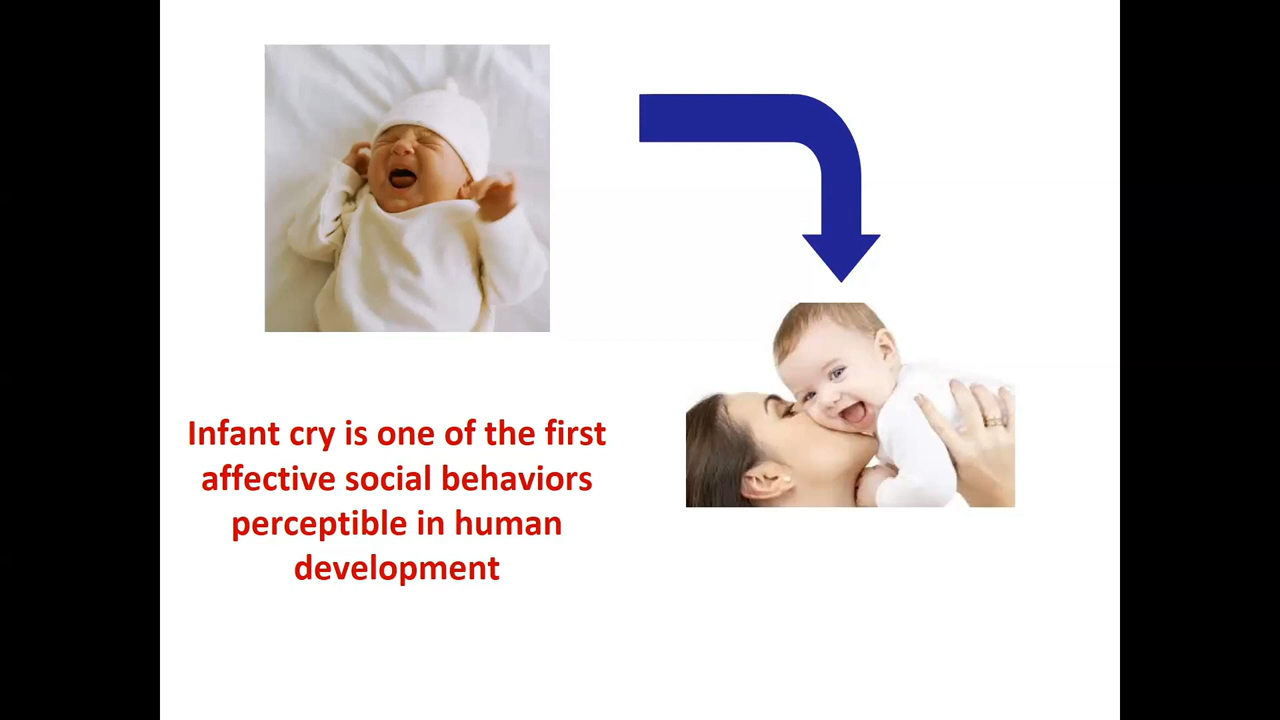 Infant cry is one of the first
affective social behaviors
perceptible in human
development